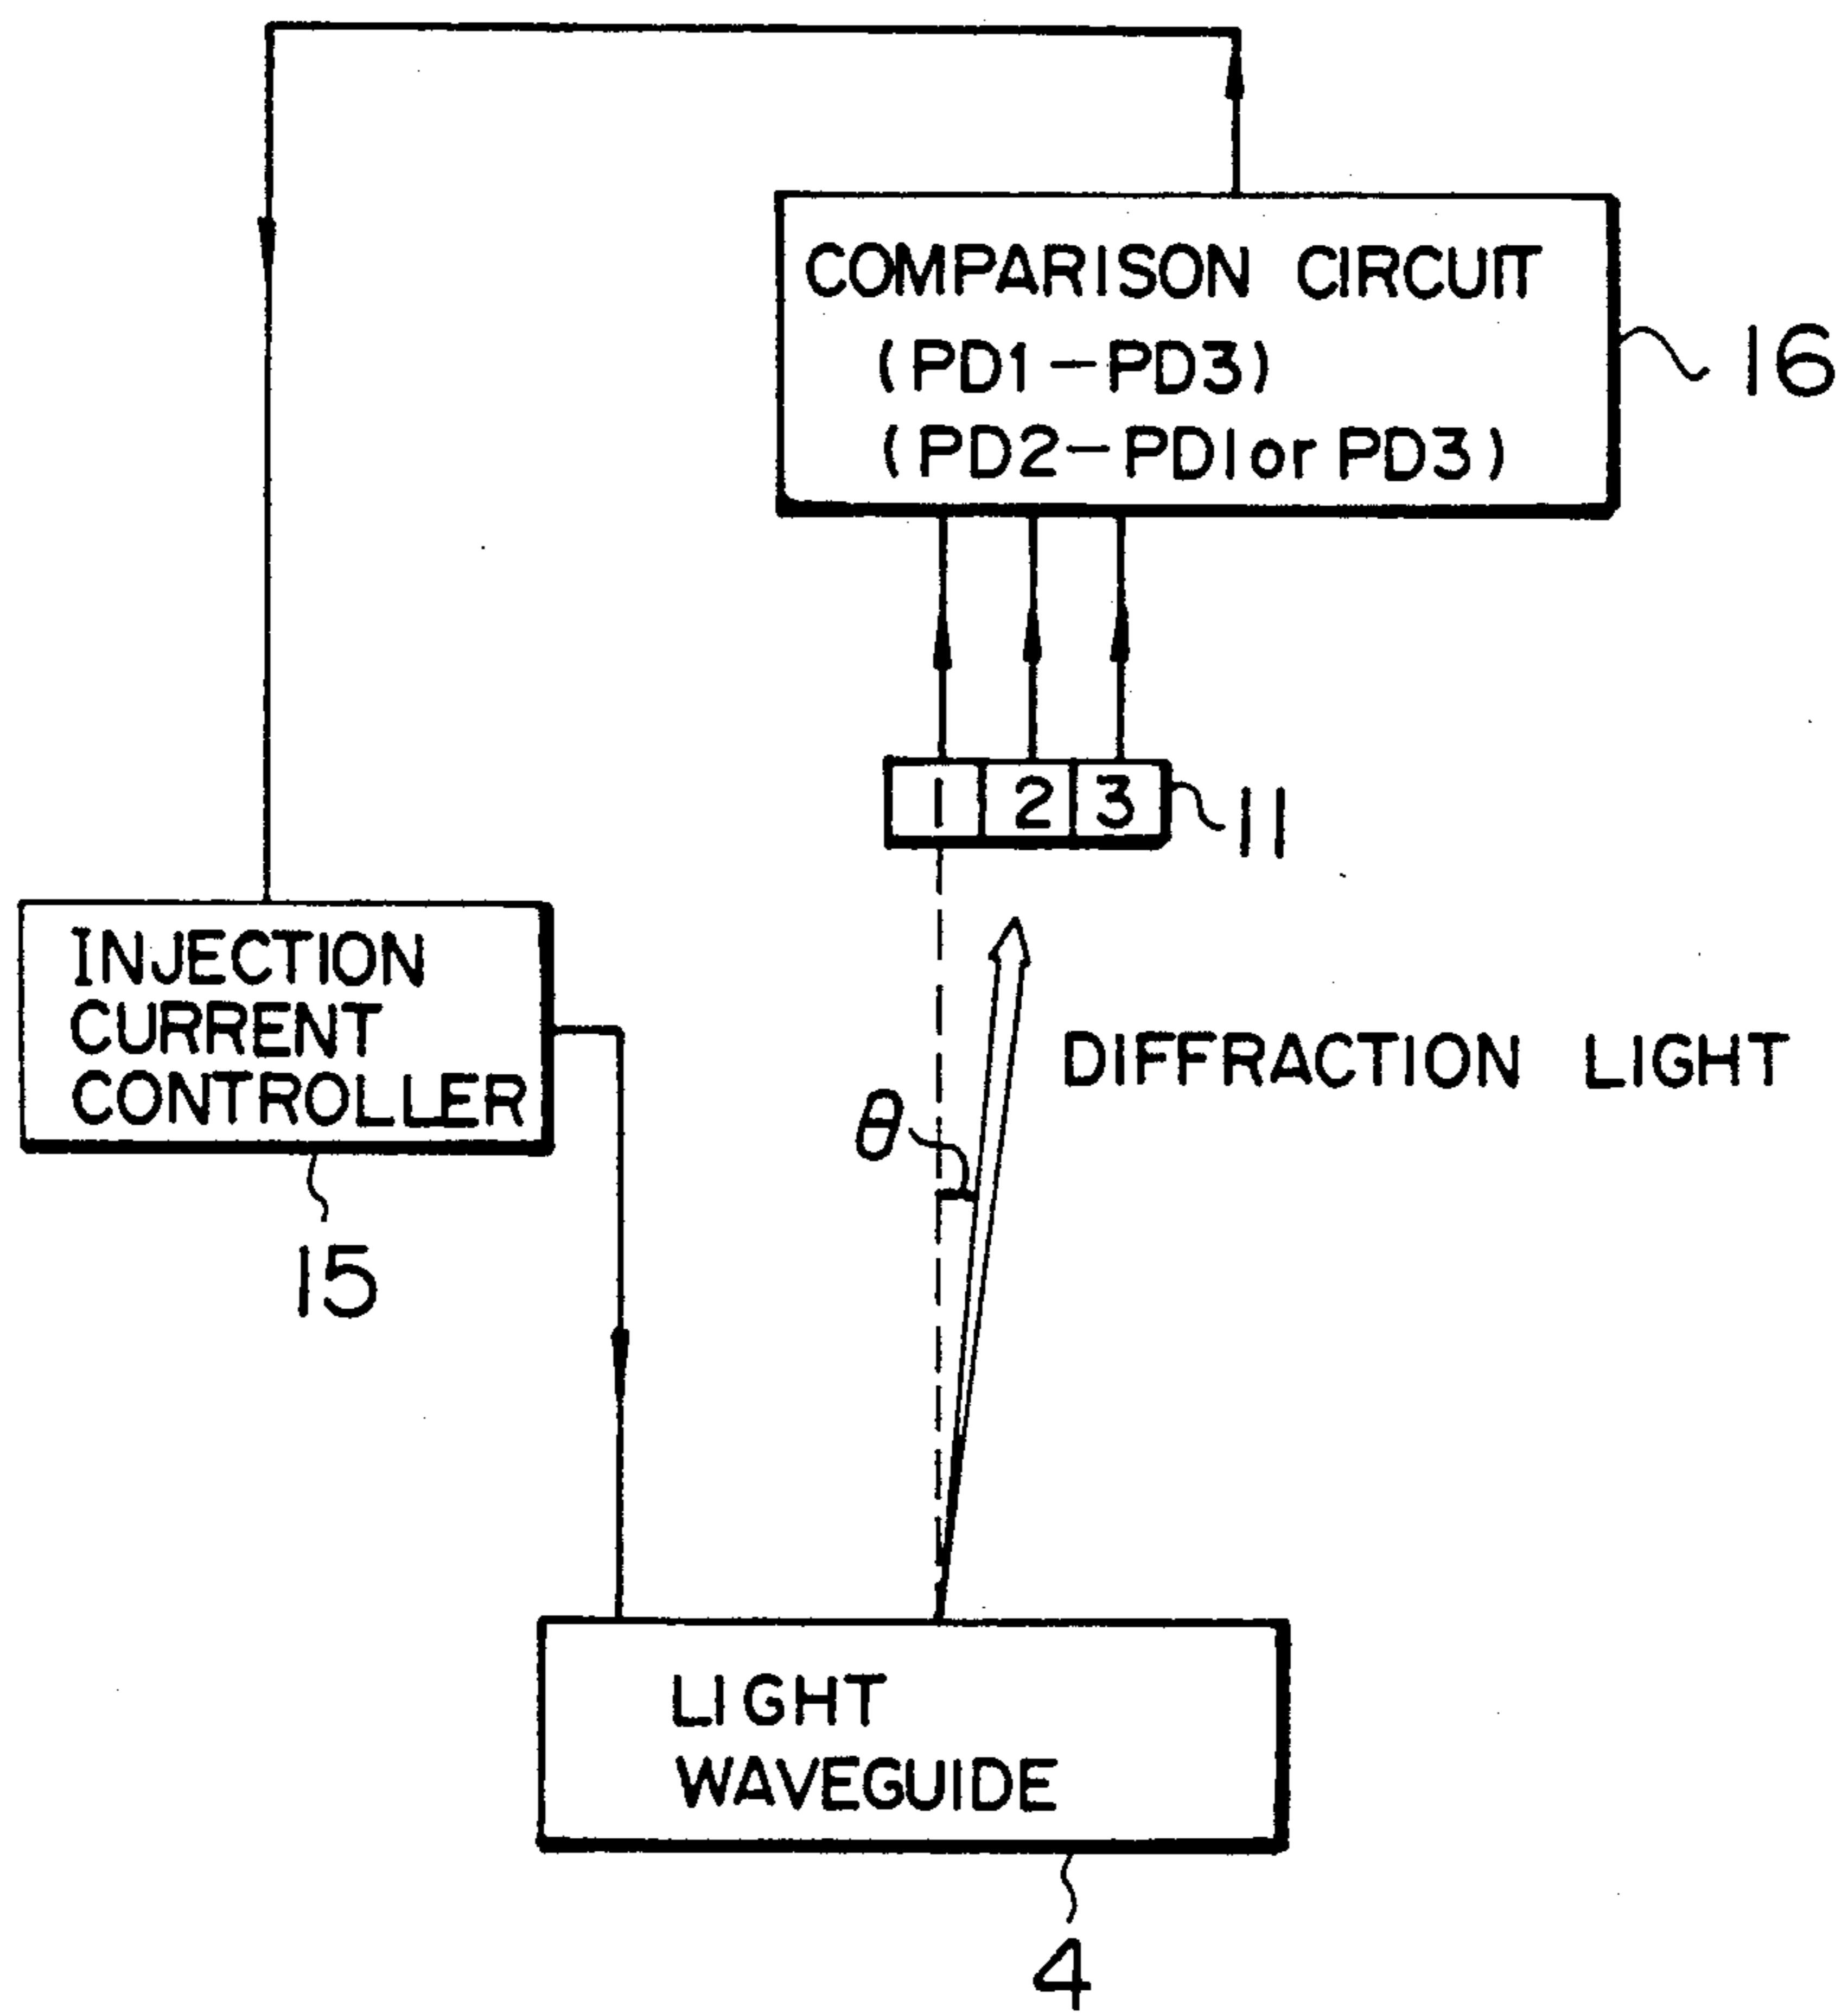 COMPARISON CIRCUIT
(PD1-PD3)
(PD2-PD1 or PD3)
16
1 2 3
11
INJECTION
CURRENT
CONTROLLER
15
DIFFRACTION LIGHT
θ
LIGHT
WAVEGUIDE
4